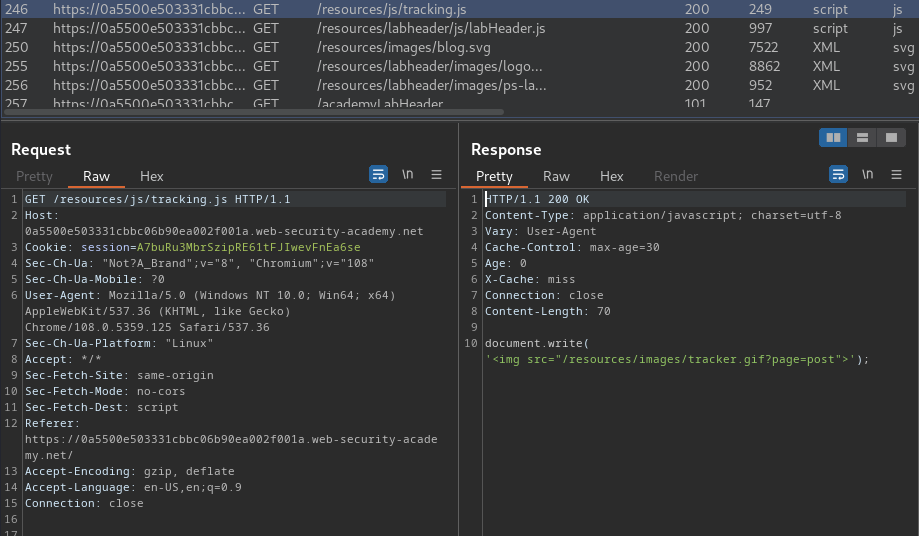 246 https://0a5500e503331cbbc... GET /resources/js/tracking.js 200 249 script js
247 https://0a5500e503331cbbc... GET /resources/labheader/js/labHeader.js 200 997 script js
250 https://0a5500e503331cbbc... GET /resources/images/blog.svg 200 7522 XML svg
255 https://0a5500e503331cbbc... GET /resources/labheader/images/logo... 200 8862 XML svg
256 https://0a5500e503331cbbc... GET /resources/labheader/images/ps-la... 200 952 XML svg
257 https://0a5500e503331cbbc... GET /academyLabHeader 101 147
Request
Pretty Raw Hex \n
1 GET /resources/js/tracking.js HTTP/1.1
2 Host:
0a5500e503331cbbc06b90ea002f001a.web-security-academy.net
3 Cookie: session=A7buRu3MbrSzipRE61tFJIwevFnEa6se
4 Sec-Ch-Ua: "Not?A_Brand";v="8", "Chromium";v="108"
5 Sec-Ch-Ua-Mobile: ?0
6 User-Agent: Mozilla/5.0 (Windows NT 10.0; Win64; x64)
AppleWebKit/537.36 (KHTML, like Gecko)
Chrome/108.0.5359.125 Safari/537.36
7 Sec-Ch-Ua-Platform: "Linux"
8 Accept: */*
9 Sec-Fetch-Site: same-origin
10 Sec-Fetch-Mode: no-cors
11 Sec-Fetch-Dest: script
12 Referer:
https://0a5500e503331cbbc06b90ea002f001a.web-security-acade
my.net/
13 Accept-Encoding: gzip, deflate
14 Accept-Language: en-US,en;q=0.9
15 Connection: close
16
17
Response
Pretty Raw Hex Render \n
1 HTTP/1.1 200 OK
2 Content-Type: application/javascript; charset=utf-8
3 Vary: User-Agent
4 Cache-Control: max-age=30
5 Age: 0
6 X-Cache: miss
7 Connection: close
8 Content-Length: 70
9
10 document.write(
'<img src="/resources/images/tracker.gif?page=post">');